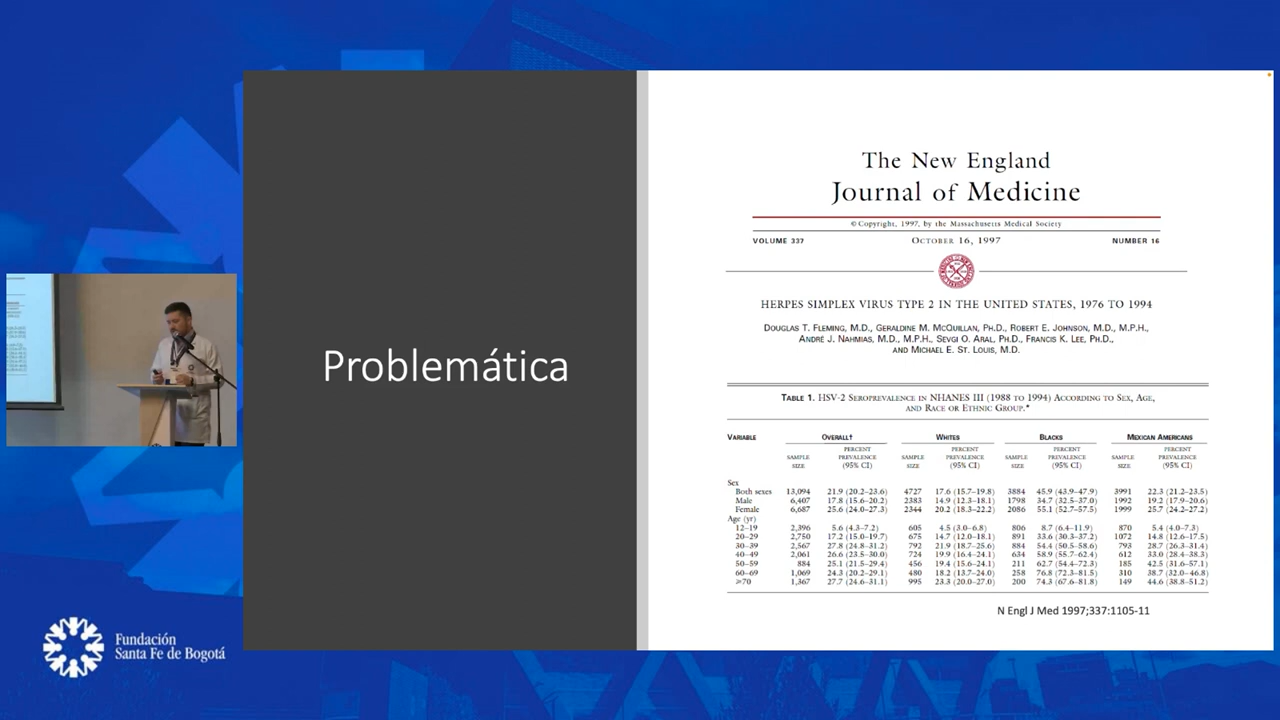 Problemática
The New England
Journal of Medicine
©Copyright, 1997, by the Massachusetts Medical Society
VOLUME 337 OCTOBER 16, 1997 NUMBER 16
HERPES SIMPLEX VIRUS TYPE 2 IN THE UNITED STATES, 1976 TO 1994
DOUGLAS T. FLEMING, M.D., GERALDINE M. MCQUILLAN, PH.D., ROBERT E. JOHNSON, M.D., M.P.H.,
ANDRÉ J. NAHMIAS, M.D., M.P.H., SEVGI O. ARAL, PH.D., FRANCIS K. LEE, PH.D.,
AND MICHAEL E. ST. LOUIS, M.D.
TABLE 1. HSV-2 SEROPREVALENCE IN NHANES III (1988 TO 1994) ACCORDING TO SEX, AGE,
AND RACE OR ETHNIC GROUP.*
VARIABLE OVERALL† WHITES BLACKS MEXICAN AMERICANS
PERCENT PERCENT PERCENT PERCENT
SAMPLE PREVALENCE SAMPLE PREVALENCE SAMPLE PREVALENCE SAMPLE PREVALENCE
SIZE (95% CI) SIZE (95% CI) SIZE (95% CI) SIZE (95% CI)
Sex
Both sexes 13,094 21.9 (20.2–23.6) 4727 17.6 (15.7–19.8) 3884 45.9 (43.9–47.9) 3991 22.3 (21.2–23.5)
Male 6,407 17.8 (15.6–20.2) 2383 14.9 (12.3–18.1) 1798 34.7 (32.5–37.0) 1992 19.2 (17.9–20.6)
Female 6,687 25.6 (24.0–27.3) 2344 20.2 (18.3–22.2) 2086 55.1 (52.7–57.5) 1999 25.7 (24.2–27.2)
Age (yr)
12–19 2,396 5.6 (4.3–7.2) 605 4.5 (3.0–6.8) 806 8.7 (6.4–11.9) 870 5.4 (4.0–7.3)
20–29 2,750 17.2 (15.0–19.7) 675 14.7 (12.0–18.1) 891 33.6 (30.3–37.2) 1072 14.8 (12.6–17.5)
30–39 2,567 27.8 (24.8–31.2) 792 21.9 (18.7–25.6) 884 54.4 (50.5–58.6) 793 28.7 (26.3–31.4)
40–49 2,061 26.6 (23.5–30.0) 724 19.9 (16.4–24.1) 634 58.9 (55.7–62.4) 612 33.0 (28.4–38.3)
50–59 884 25.1 (21.5–29.4) 456 19.4 (15.6–24.1) 211 62.7 (54.4–72.3) 185 42.5 (31.6–57.1)
60–69 1,069 24.3 (20.2–29.1) 480 18.2 (13.7–24.0) 258 76.8 (72.3–81.5) 310 38.7 (32.0–46.8)
≥70 1,367 27.7 (24.6–31.1) 995 23.3 (20.0–27.0) 200 74.3 (67.6–81.8) 149 44.6 (38.8–51.2)
N Engl J Med 1997;337:1105-11
Fundación
Santa Fe de Bogotá